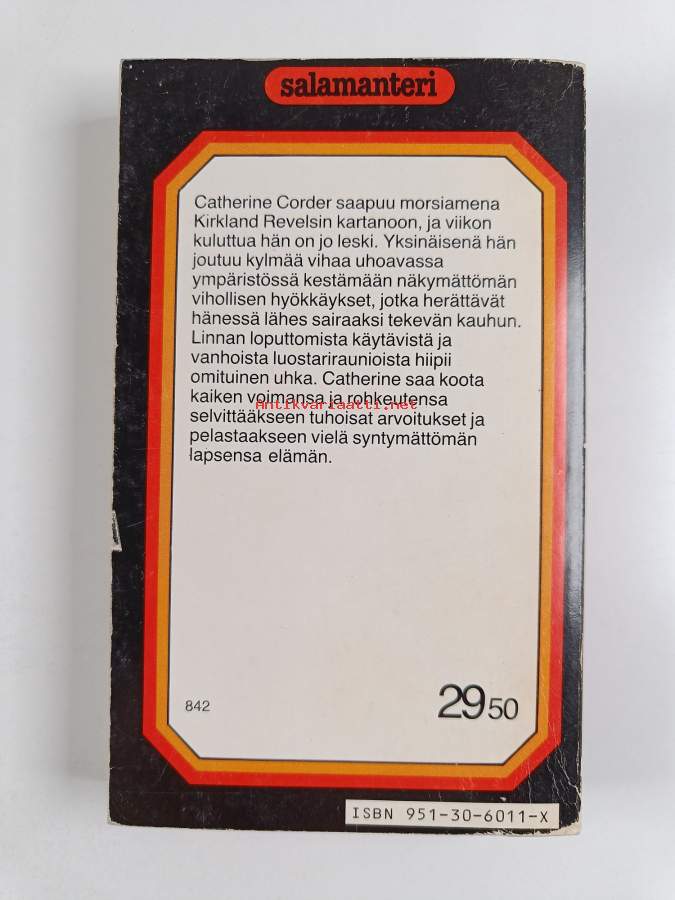 salamanteri
Catherine Corder saapuu morsiamena
Kirkland Revelsin kartanoon, ja viikon
kuluttua hän on jo leski. Yksinäisenä hän
joutuu kylmää vihaa uhoavassa
ympäristössä kestämään näkymättömän
vihollisen hyökkäykset, jotka herättävät
hänessä lähes sairaaksi tekevän kauhun.
Linnan loputtomista käytävistä ja
vanhoista luostariraunioista hiipii
omituinen uhka. Catherine saa koota
kaiken voimansa ja rohkeutensa
Antikvariaatti.net
selvittääkseen tuhoisat arvoitukset ja
pelastaakseen vielä syntymättömän
lapsensa elämän.
842
29 50
ISBN 951-30-6011-X